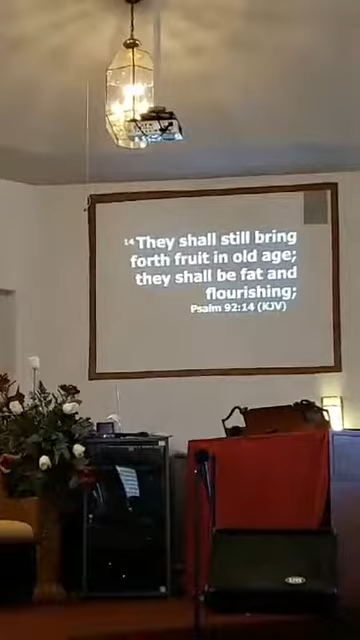 14 They shall still bring
forth fruit in old age;
they shall be fat and
flourishing;
Psalm 92:14 (KJV)